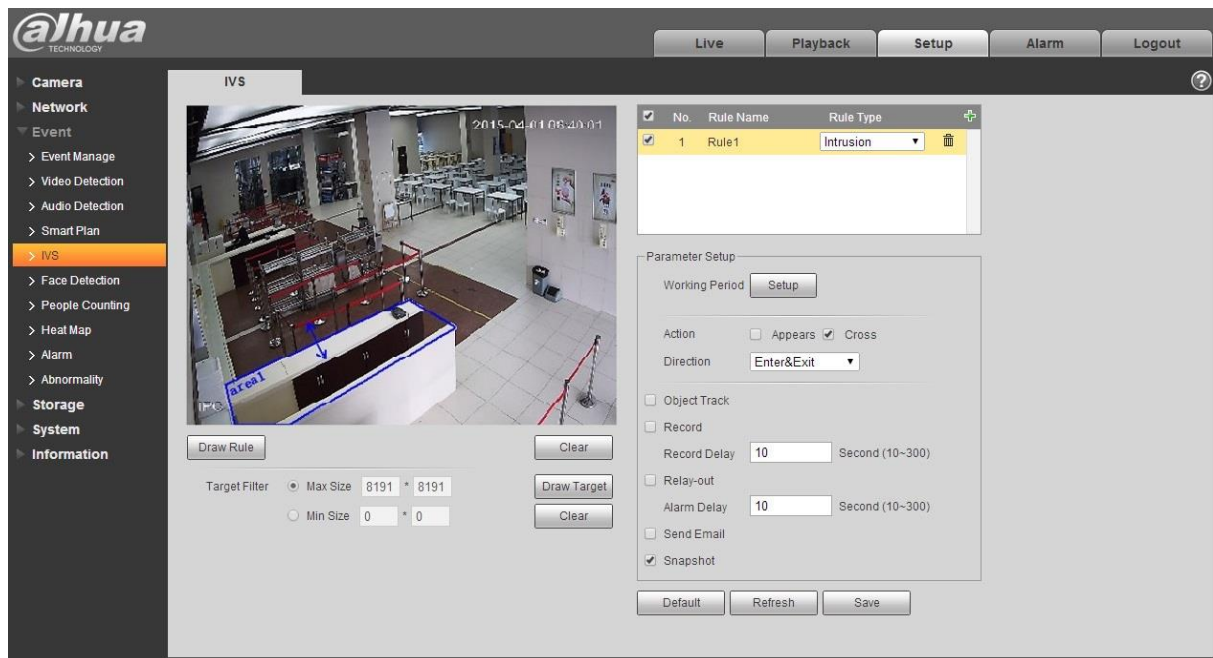 alhua
TECHNOLOGY
Live Playback Setup Alarm Logout
Camera
Network
Event
> Event Manage
> Video Detection
> Audio Detection
> Smart Plan
> IVS
> Face Detection
> People Counting
> Heat Map
> Alarm
> Abnormality
Storage
System
Information
IVS
?
2015-04-01 06:40:01
area1
IPC
Draw Rule Clear
Target Filter Max Size 8191 * 8191 Draw Target
Min Size 0 * 0 Clear
No. Rule Name Rule Type
1 Rule1 Intrusion
Parameter Setup
Working Period Setup
Action Appears Cross
Direction Enter&Exit
Object Track
Record
Record Delay 10 Second (10~300)
Relay-out
Alarm Delay 10 Second (10~300)
Send Email
Snapshot
Default Refresh Save